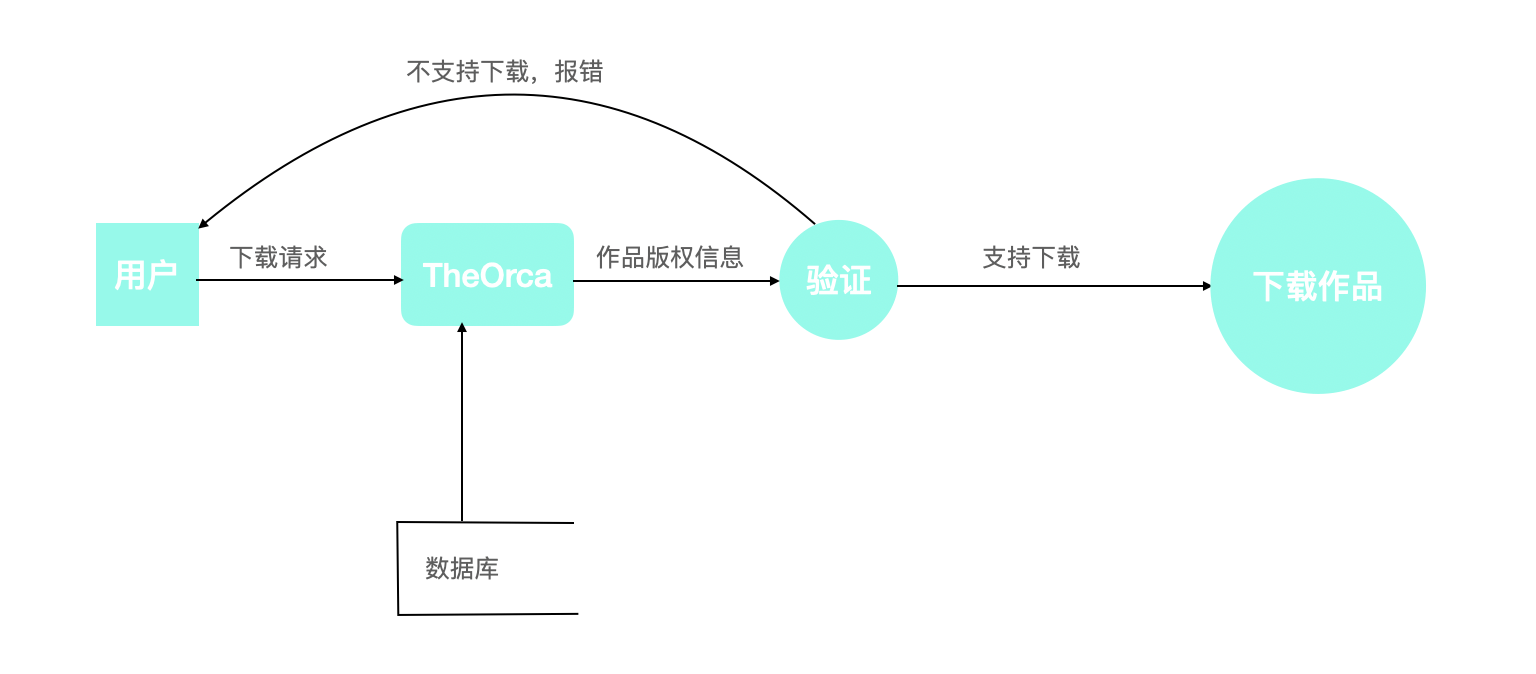 不支持下载，报错
用户
下载请求
TheOrca
作品版权信息
验证
支持下载
下载作品
数据库